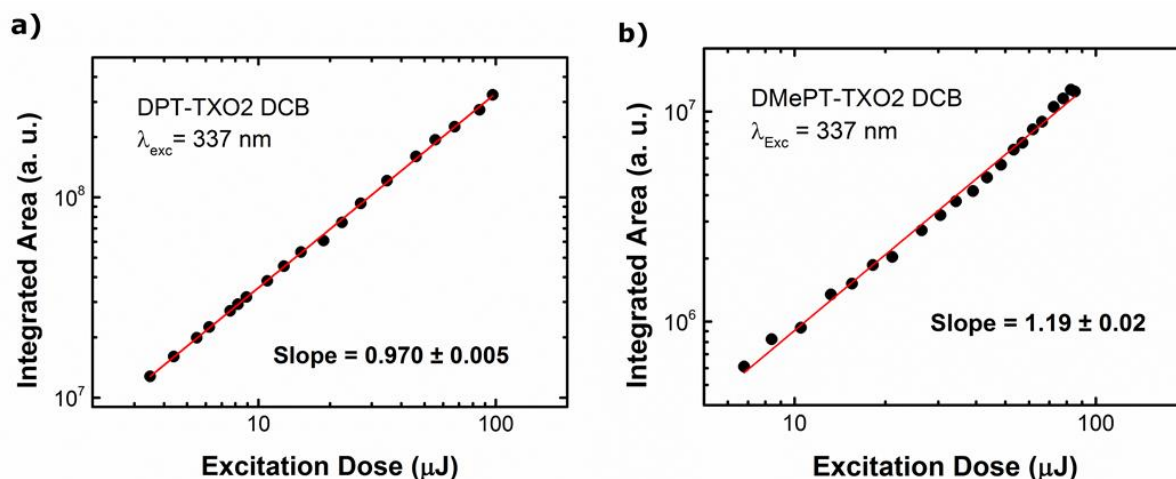 a)
DPT-TXO2 DCB
λexc = 337 nm
Slope = 0.970 ± 0.005
Integrated Area (a. u.)
10^8
10^7
10
100
Excitation Dose (μJ)
b)
DMePT-TXO2 DCB
λExc = 337 nm
Slope = 1.19 ± 0.02
Integrated Area (a. u.)
10^7
10^6
10
100
Excitation Dose (μJ)